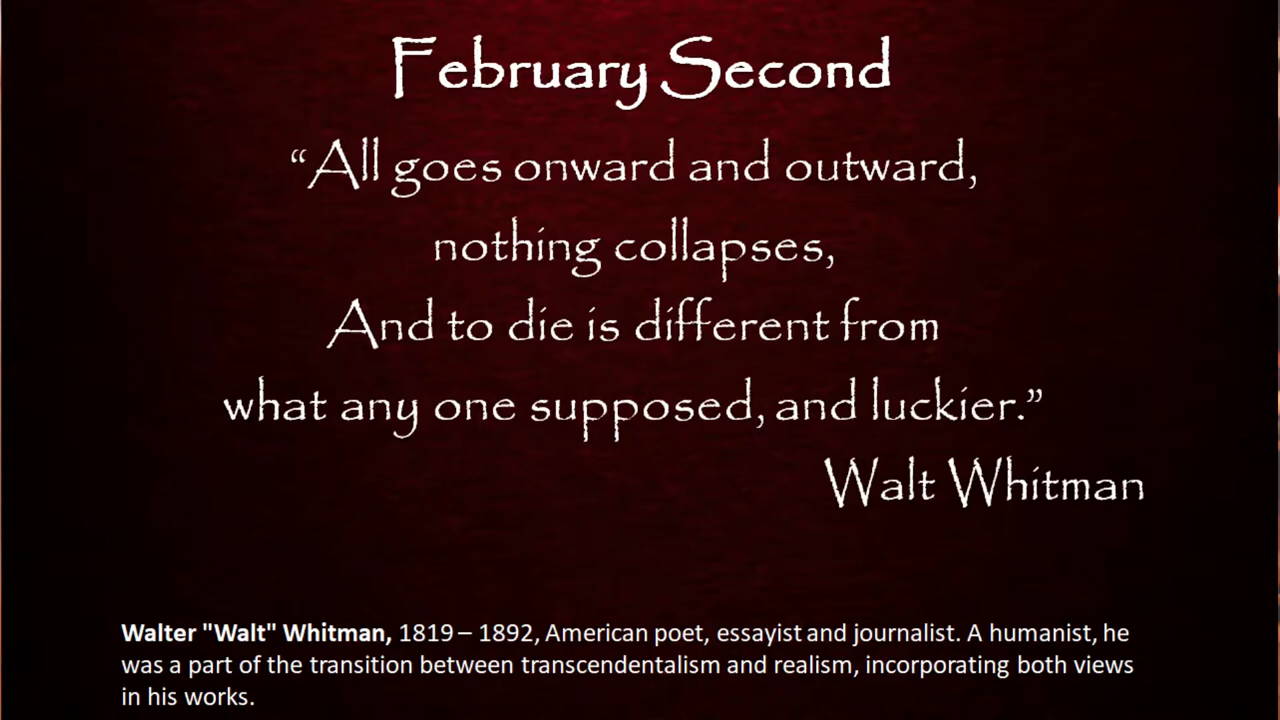 February Second
“All goes onward and outward,
nothing collapses,
And to die is different from
what any one supposed, and luckier.”
Walt Whitman
Walter "Walt" Whitman, 1819 – 1892, American poet, essayist and journalist. A humanist, he
was a part of the transition between transcendentalism and realism, incorporating both views
in his works.